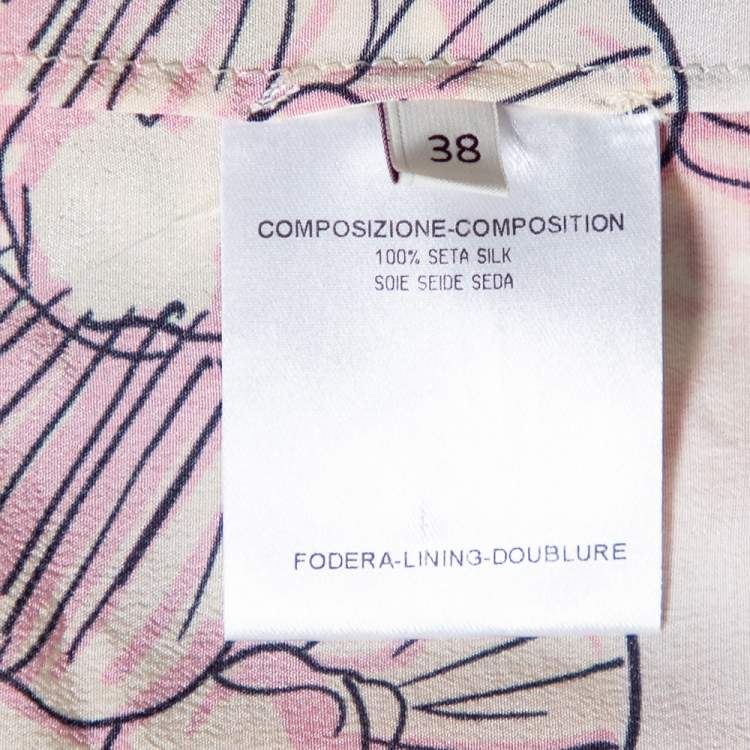 38
COMPOSIZIONE-COMPOSITION
100% SETA SILK
SOIE SEIDE SEDA
FODERA-LINING-DOUBLURE